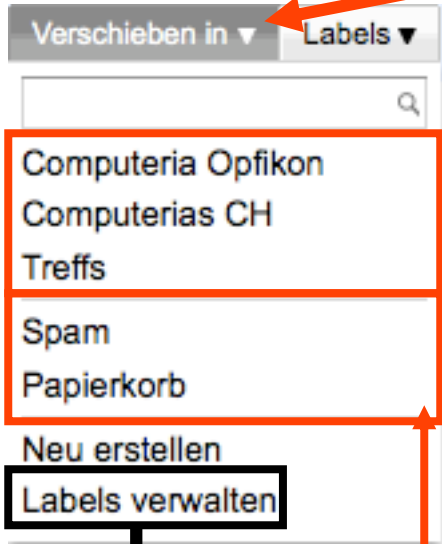 Verschieben in ▼ Labels ▼
Computeria Opfikon
Computerias CH
Treffs
Spam
Papierkorb
Neu erstellen
Labels verwalten